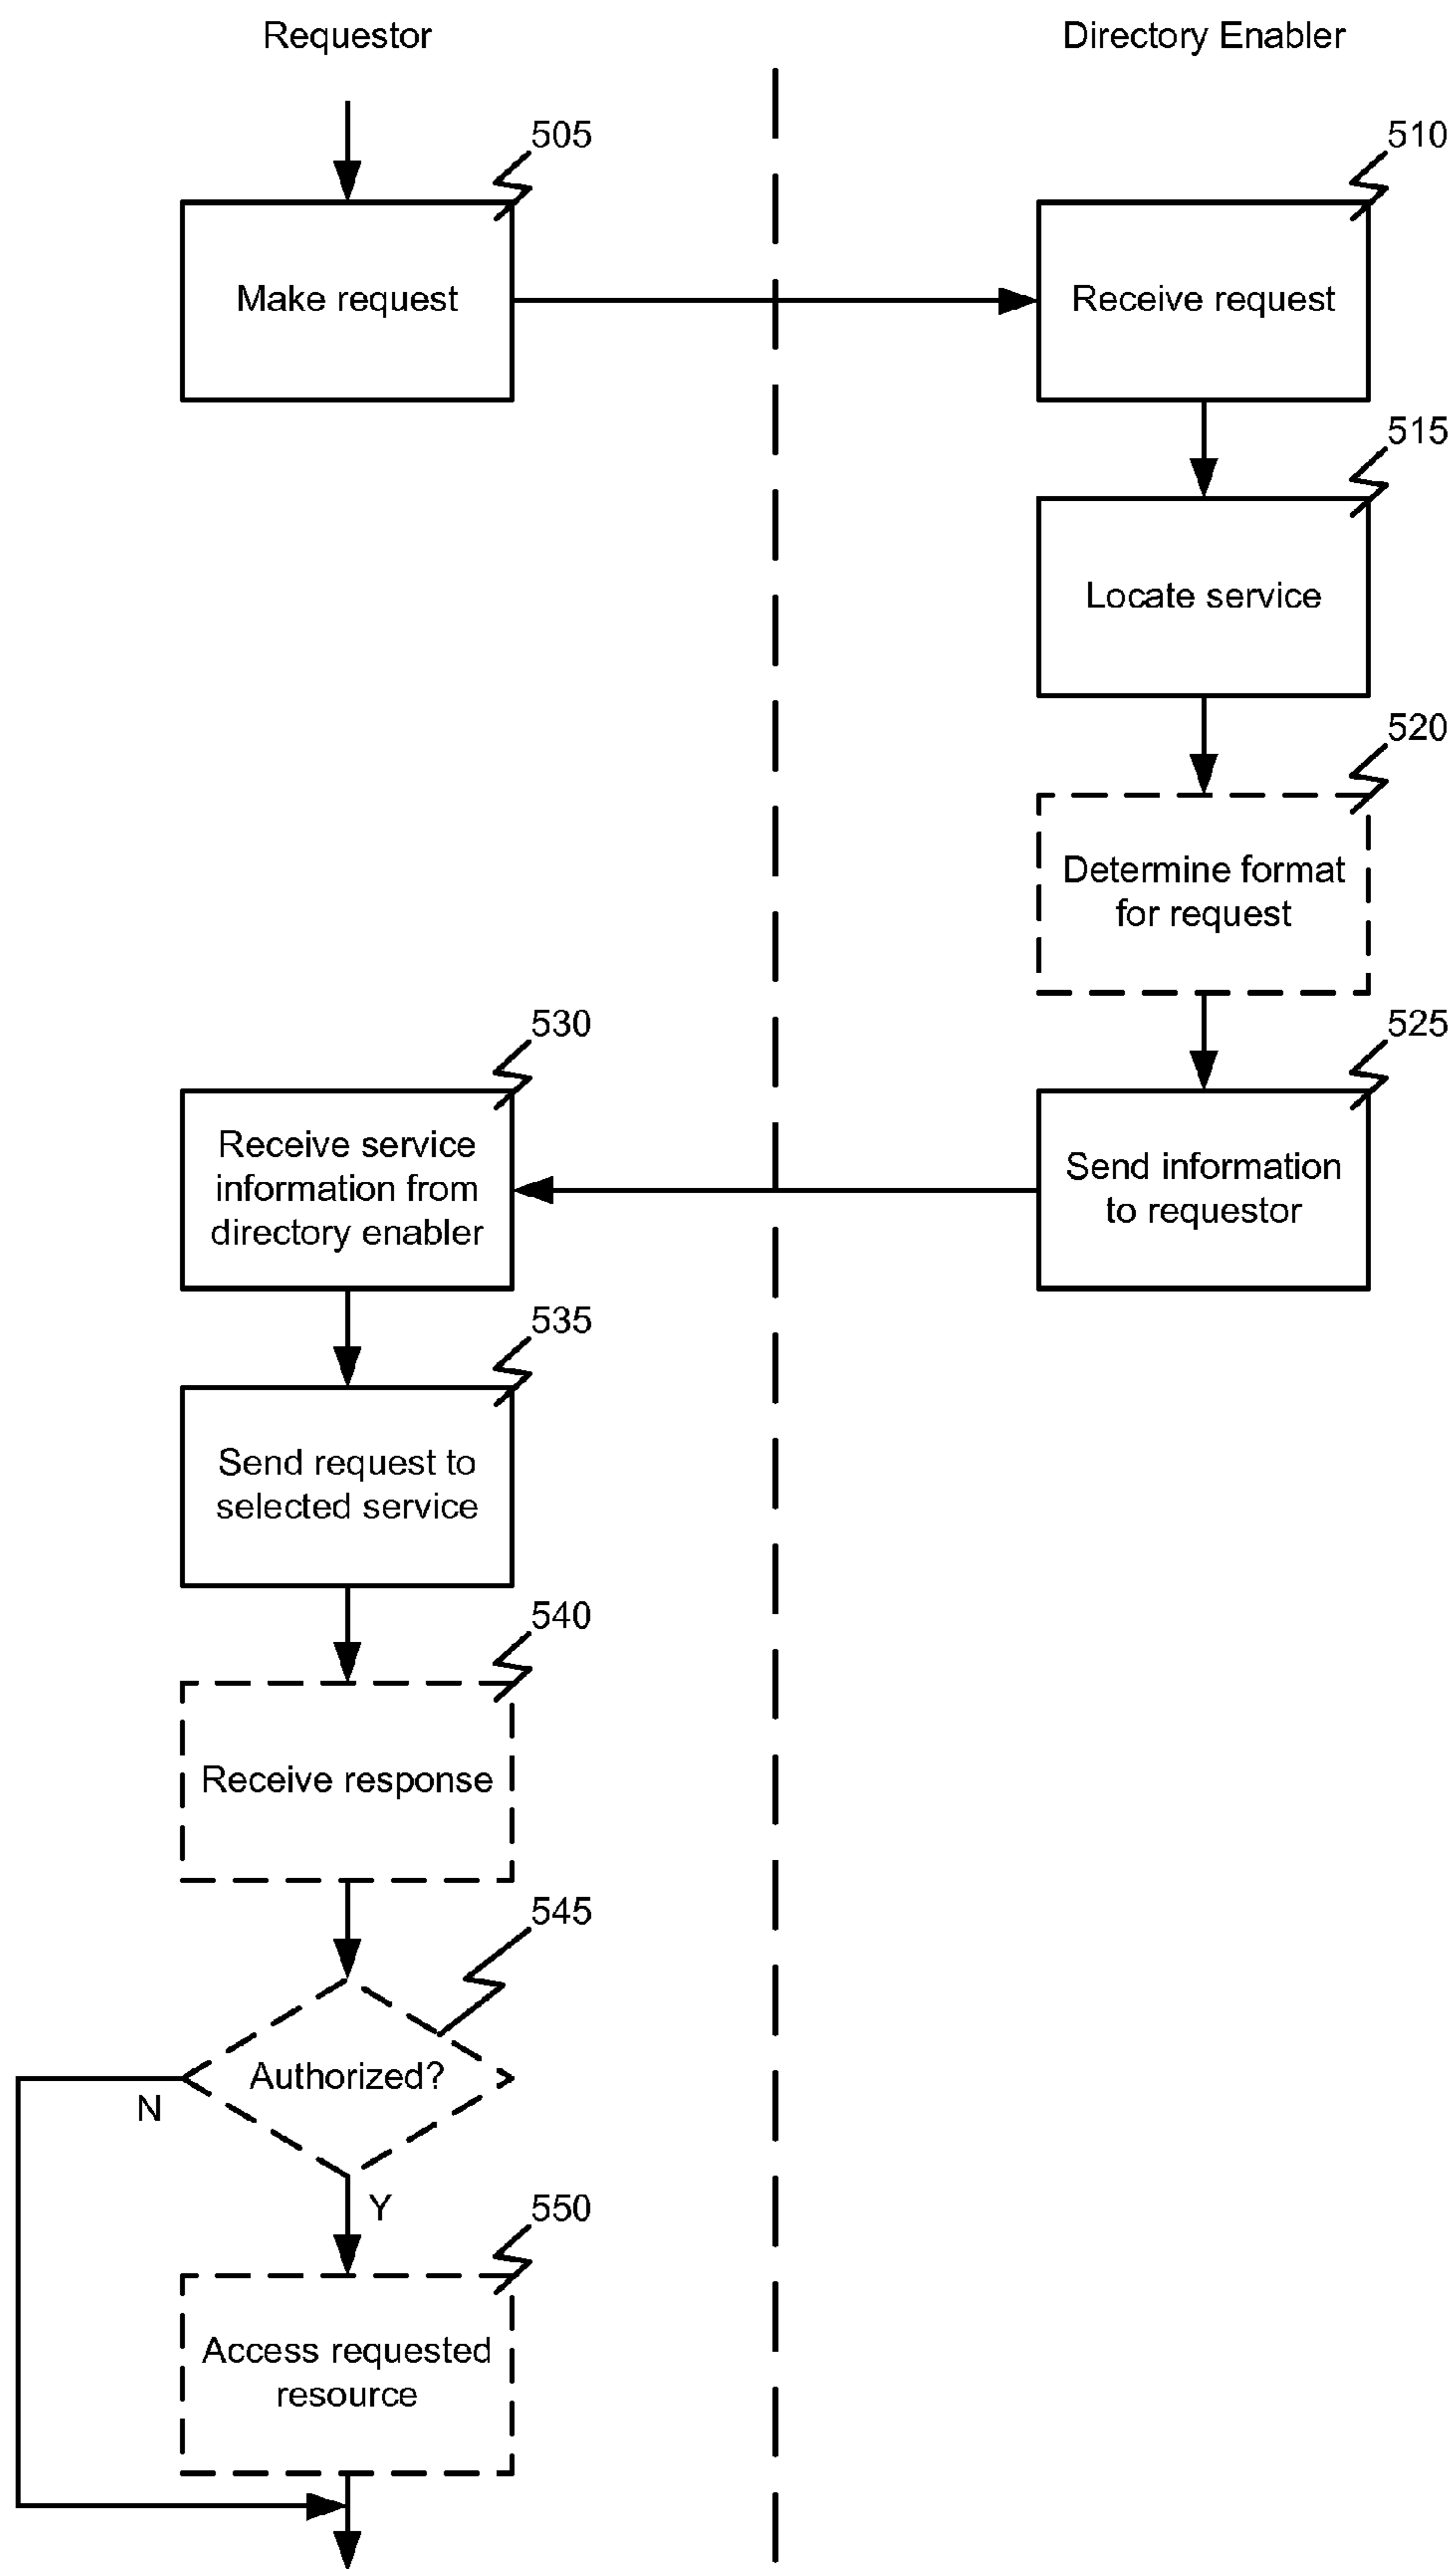 Requestor
Directory Enabler
505
510
Make request
Receive request
515
Locate service
520
Determine format
for request
530
525
Receive service
information from
directory enabler
Send information
to requestor
535
Send request to
selected service
540
Receive response
545
Authorized?
N
Y
550
Access requested
resource